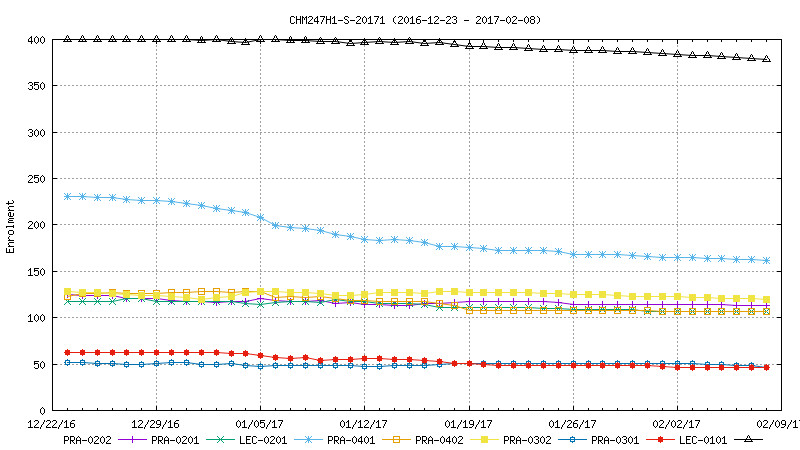 CHM247H1-S-20171 (2016-12-23 - 2017-02-08)
400
350
300
250
200
150
100
50
0
Enrolment
12/22/16 12/29/16 01/05/17 01/12/17 01/19/17 01/26/17 02/02/17 02/09/17
PRA-0202 PRA-0201 LEC-0201 PRA-0401 PRA-0402 PRA-0302 PRA-0301 LEC-0101